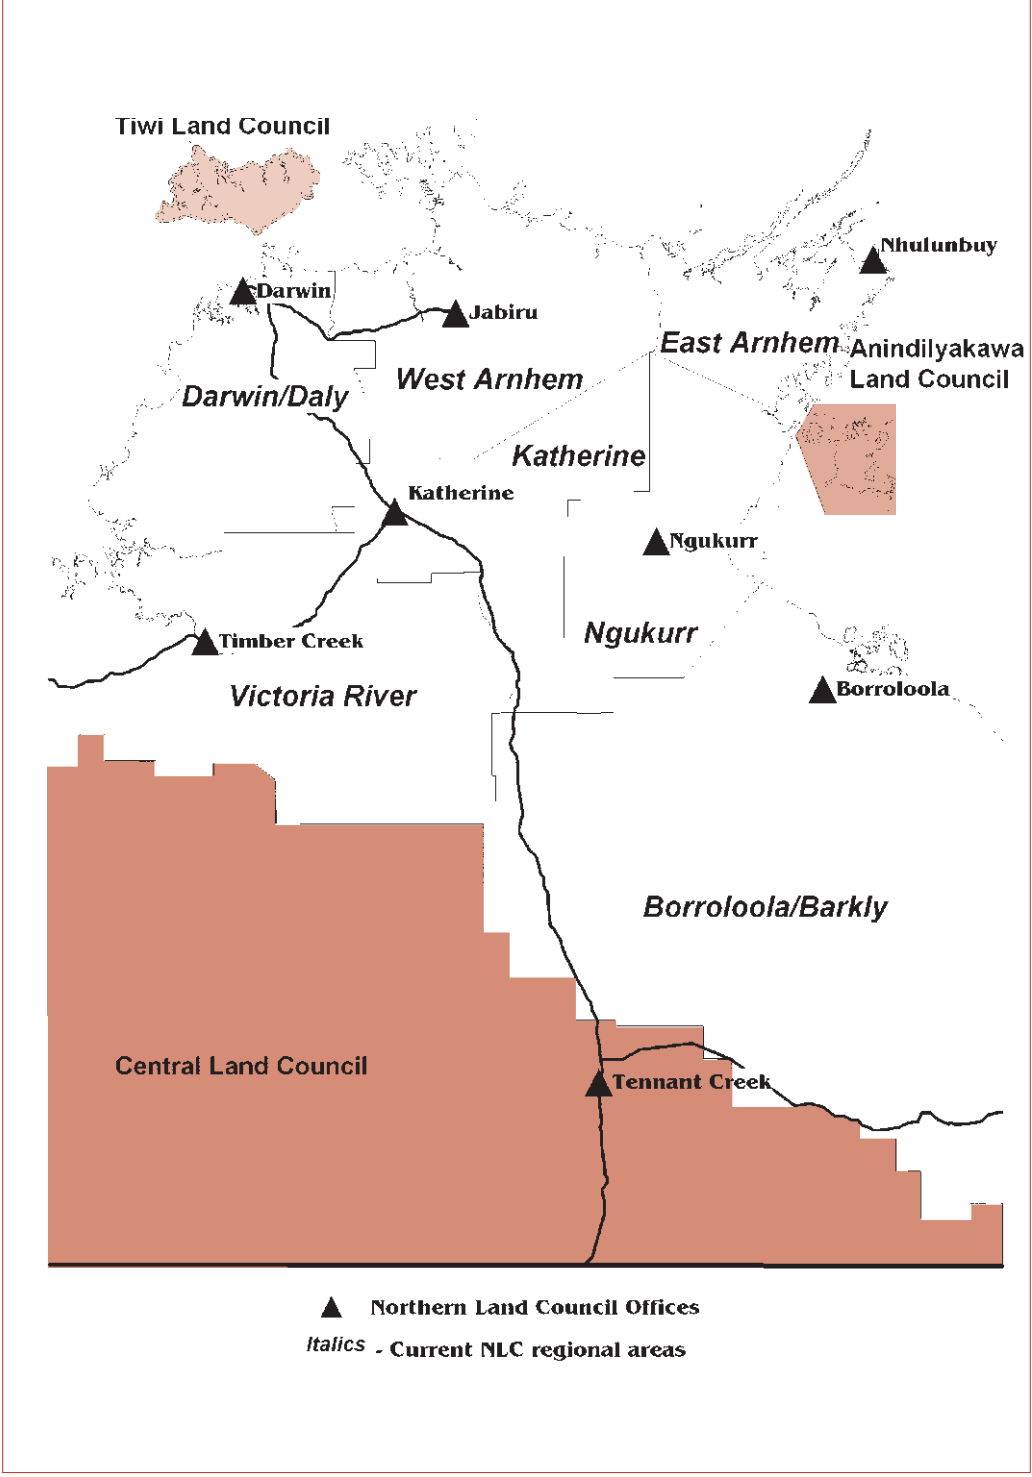 Tiwi Land Council
Nhulunbuy
Darwin
Jabiru
East Arnhem
Anindilyakawa
Land Council
West Arnhem
Darwin/Daly
Katherine
Katherine
Ngukurr
Ngukurr
Timber Creek
Victoria River
Borroloola
Borroloola/Barkly
Central Land Council
Tennant Creek
Northern Land Council Offices
Italics - Current NLC regional areas